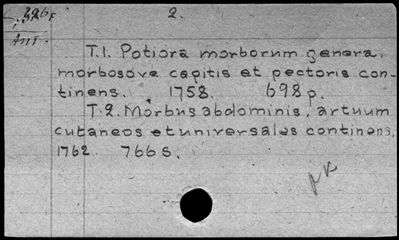 2.
Ant.
T.1. Potiora morborum genera,
morbosove capitis et pectoris con-
tinens. 1758. 698 p.
T.2. Morbus abdominis, artuum
cutaneos et universales continens,
1762 766 s.